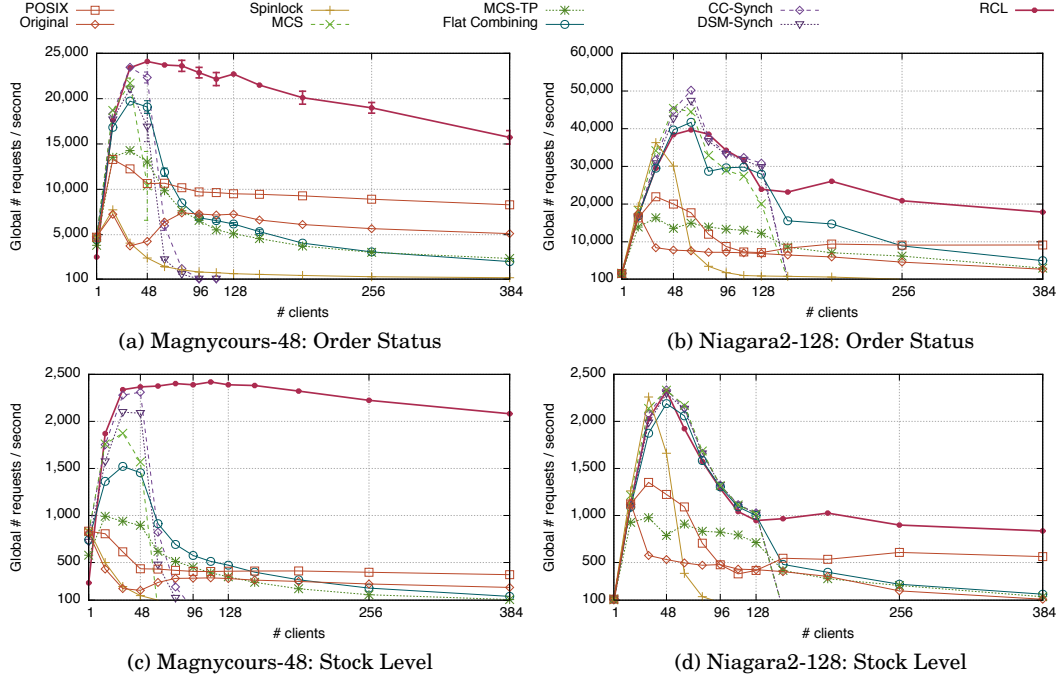 POSIX Spinlock MCS-TP CC-Synch RCL
Original MCS Flat Combining DSM-Synch
Global # requests / second
25,000
20,000
15,000
10,000
5,000
100
1 48 96 128 256 384
# clients
(a) Magnycours-48: Order Status
Global # requests / second
60,000
50,000
40,000
30,000
20,000
10,000
100
1 48 96 128 256 384
# clients
(b) Niagara2-128: Order Status
Global # requests / second
2,500
2,000
1,500
1,000
500
100
1 48 96 128 256 384
# clients
(c) Magnycours-48: Stock Level
Global # requests / second
2,500
2,000
1,500
1,000
500
100
1 48 96 128 256 384
# clients
(d) Niagara2-128: Stock Level